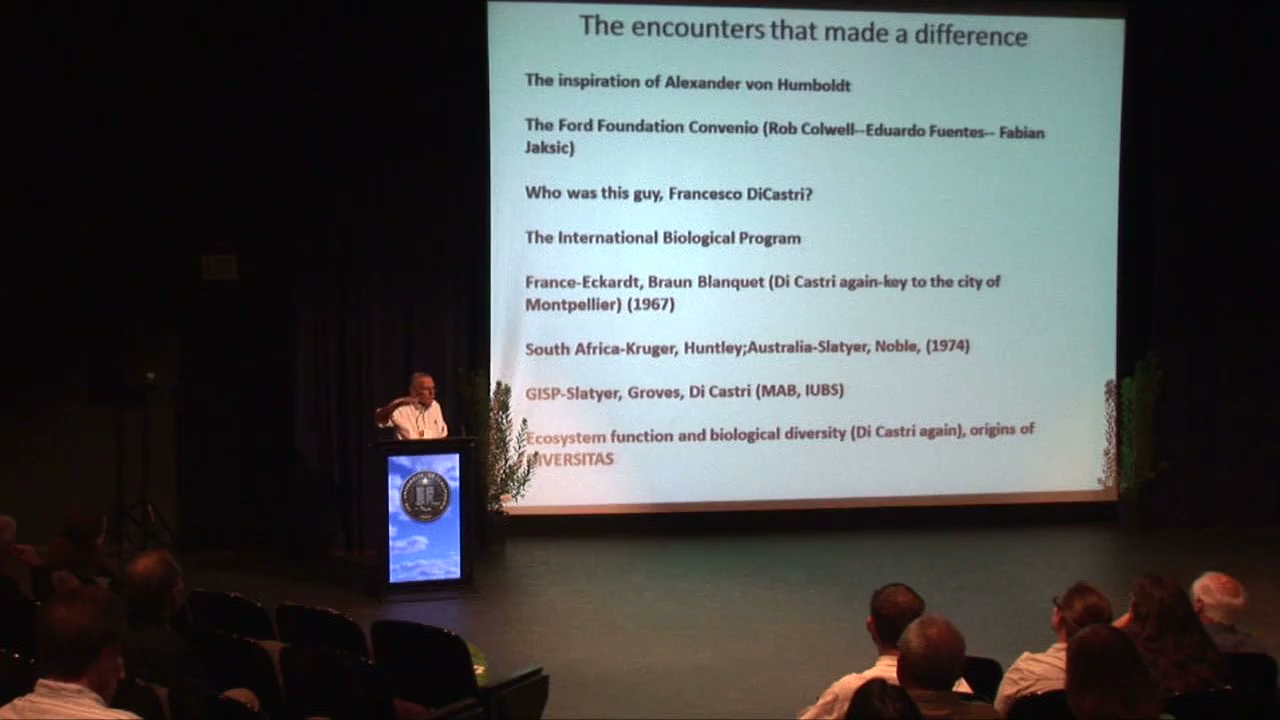 The encounters that made a difference
The inspiration of Alexander von Humboldt
The Ford Foundation Convenio (Rob Colwell--Eduardo Fuentes-- Fabian
Jaksic)
Who was this guy, Francesco DiCastri?
The International Biological Program
France-Eckardt, Braun Blanquet (Di Castri again-key to the city of
Montpellier) (1967)
South Africa-Kruger, Huntley;Australia-Slatyer, Noble, (1974)
GISP-Slatyer, Groves, Di Castri (MAB, IUBS)
Ecosystem function and biological diversity (Di Castri again), origins of
DIVERSITAS